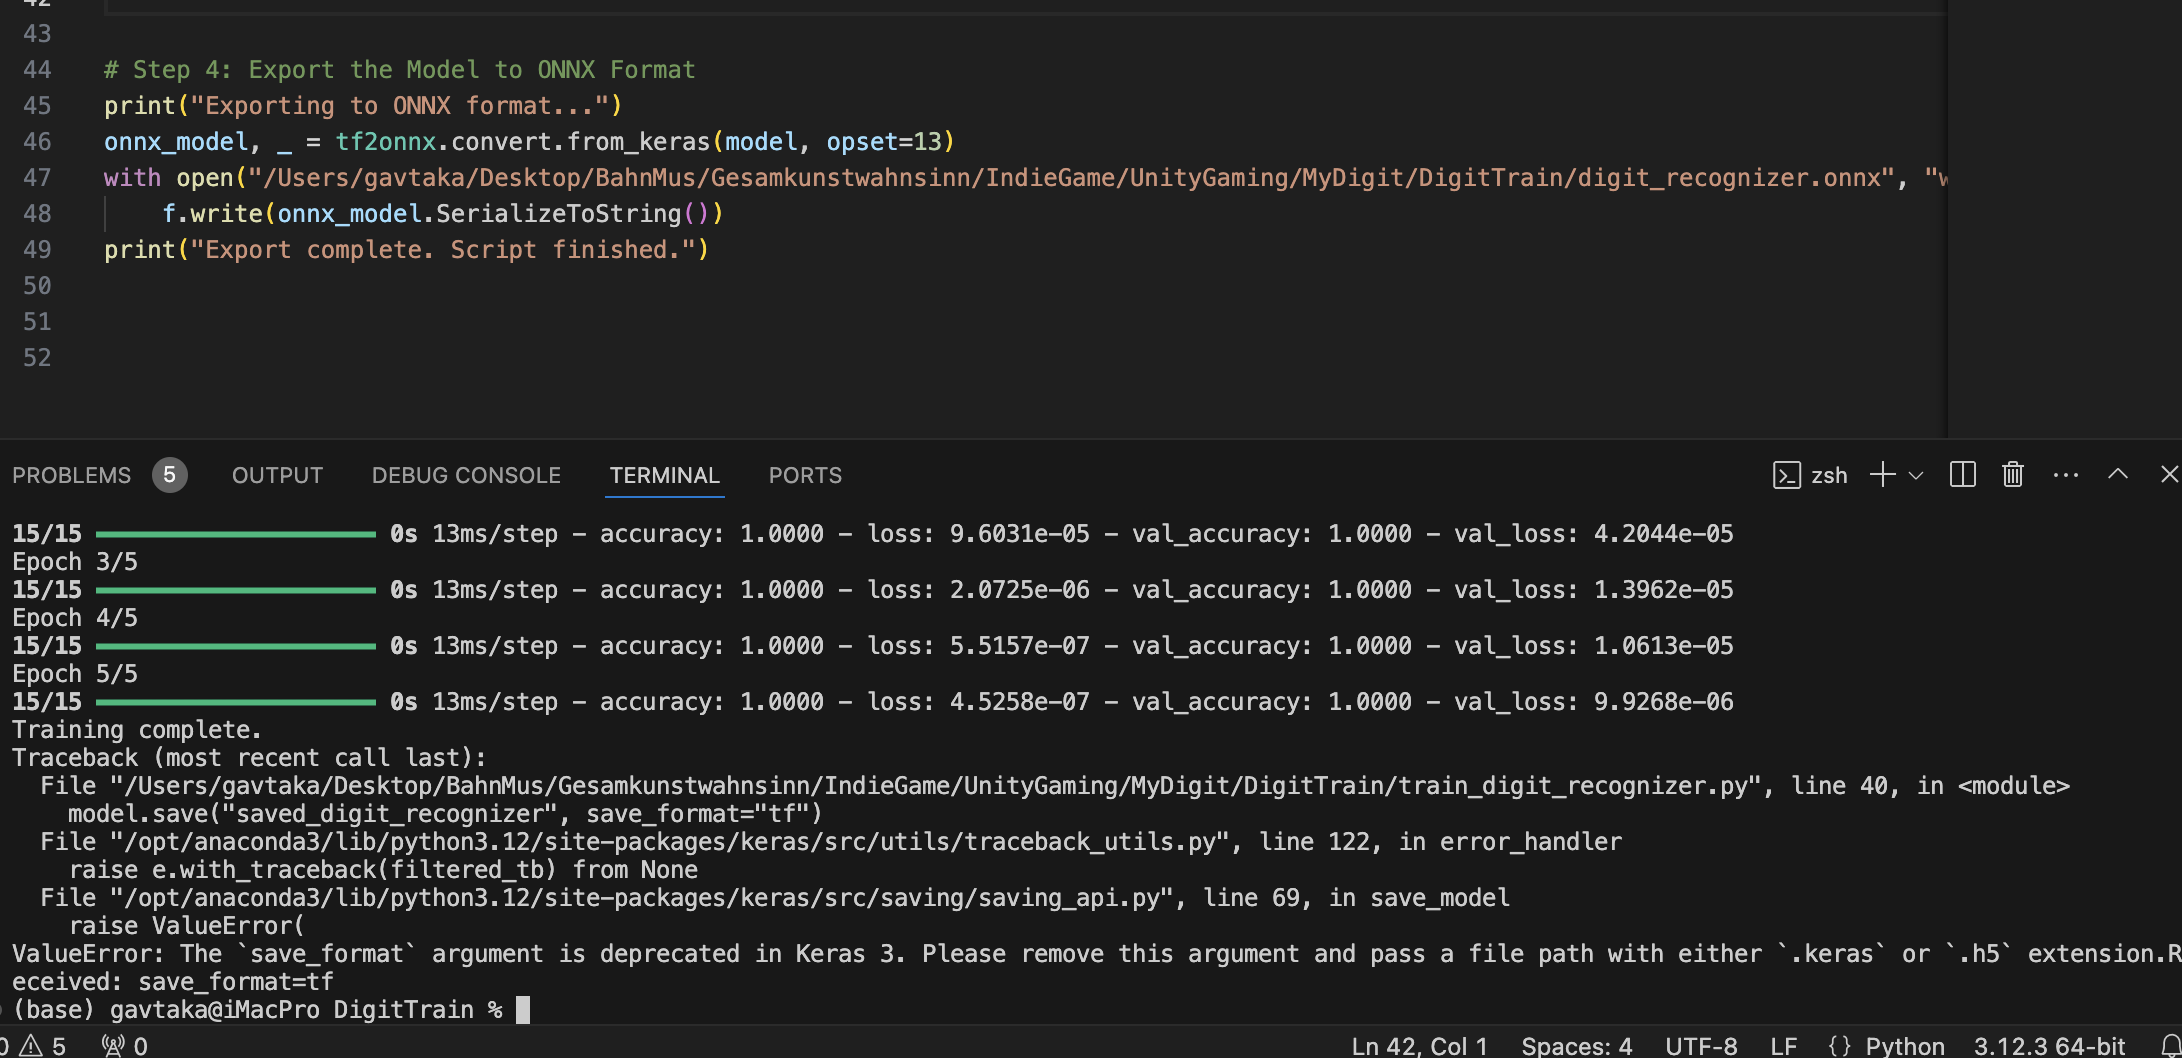 42
43
44 # Step 4: Export the Model to ONNX Format
45 print("Exporting to ONNX format...")
46 onnx_model, _ = tf2onnx.convert.from_keras(model, opset=13)
47 with open("/Users/gavtaka/Desktop/BahnMus/Gesamkunstwahnsinn/IndieGame/UnityGaming/MyDigit/DigitTrain/digit_recognizer.onnx", "w
48 f.write(onnx_model.SerializeToString())
49 print("Export complete. Script finished.")
50
51
52
PROBLEMS 5 OUTPUT DEBUG CONSOLE TERMINAL PORTS zsh
15/15 0s 13ms/step - accuracy: 1.0000 - loss: 9.6031e-05 - val_accuracy: 1.0000 - val_loss: 4.2044e-05
Epoch 3/5
15/15 0s 13ms/step - accuracy: 1.0000 - loss: 2.0725e-06 - val_accuracy: 1.0000 - val_loss: 1.3962e-05
Epoch 4/5
15/15 0s 13ms/step - accuracy: 1.0000 - loss: 5.5157e-07 - val_accuracy: 1.0000 - val_loss: 1.0613e-05
Epoch 5/5
15/15 0s 13ms/step - accuracy: 1.0000 - loss: 4.5258e-07 - val_accuracy: 1.0000 - val_loss: 9.9268e-06
Training complete.
Traceback (most recent call last):
File "/Users/gavtaka/Desktop/BahnMus/Gesamkunstwahnsinn/IndieGame/UnityGaming/MyDigit/DigitTrain/train_digit_recognizer.py", line 40, in <module>
model.save("saved_digit_recognizer", save_format="tf")
File "/opt/anaconda3/lib/python3.12/site-packages/keras/src/utils/traceback_utils.py", line 122, in error_handler
raise e.with_traceback(filtered_tb) from None
File "/opt/anaconda3/lib/python3.12/site-packages/keras/src/saving/saving_api.py", line 69, in save_model
raise ValueError(
ValueError: The `save_format` argument is deprecated in Keras 3. Please remove this argument and pass a file path with either `.keras` or `.h5` extension.R
eceived: save_format=tf
(base) gavtaka@iMacPro DigitTrain %
0 5 0 Ln 42, Col 1 Spaces: 4 UTF-8 LF {} Python 3.12.3 64-bit